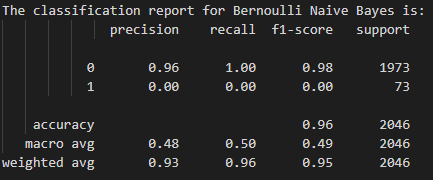 The classification report for Bernoulli Naive Bayes is:
precision recall f1-score support
0 0.96 1.00 0.98 1973
1 0.00 0.00 0.00 73
accuracy 0.96 2046
macro avg 0.48 0.50 0.49 2046
weighted avg 0.93 0.96 0.95 2046